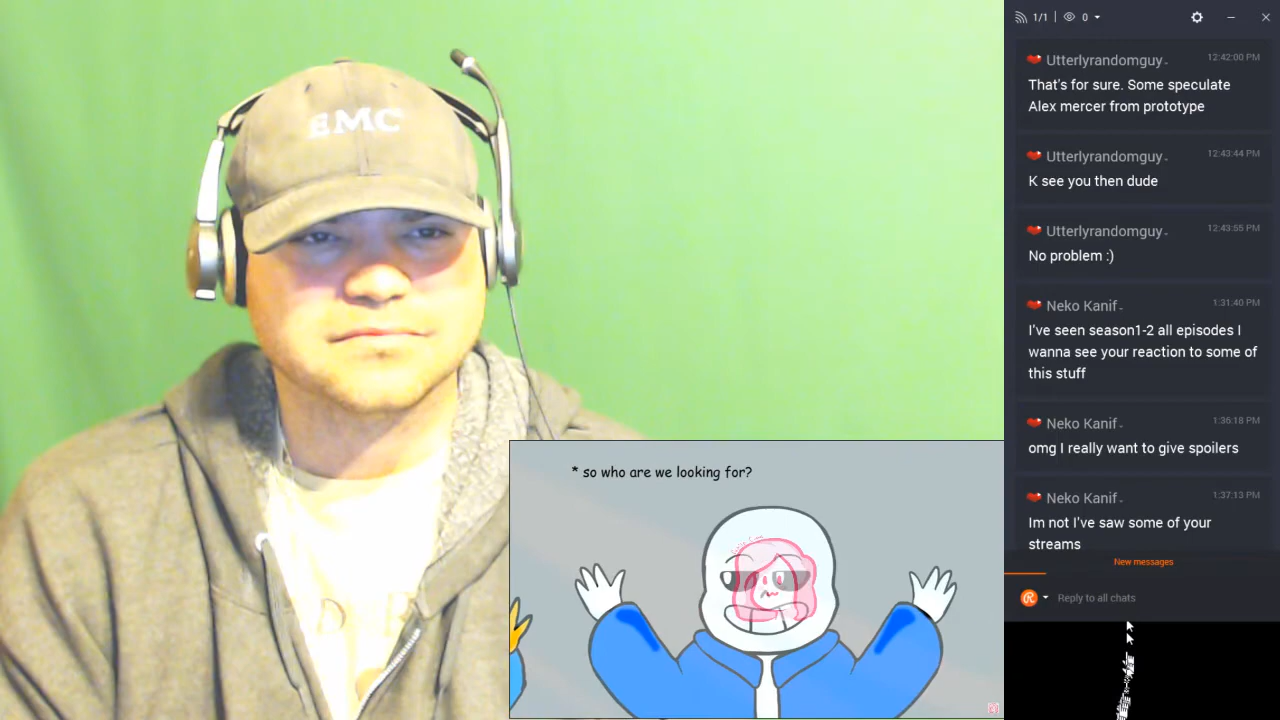 EMC
* so who are we looking for?
1/1
0
Utterlyrandomguy
12:42:00 PM
That's for sure. Some speculate
Alex mercer from prototype
Utterlyrandomguy
12:43:44 PM
K see you then dude
Utterlyrandomguy
12:43:55 PM
No problem :)
Neko Kanif
1:31:40 PM
I've seen season1-2 all episodes I
wanna see your reaction to some of
this stuff
Neko Kanif
1:36:18 PM
omg I really want to give spoilers
Neko Kanif
1:37:13 PM
Im not I've saw some of your
streams
New messages
Reply to all chats